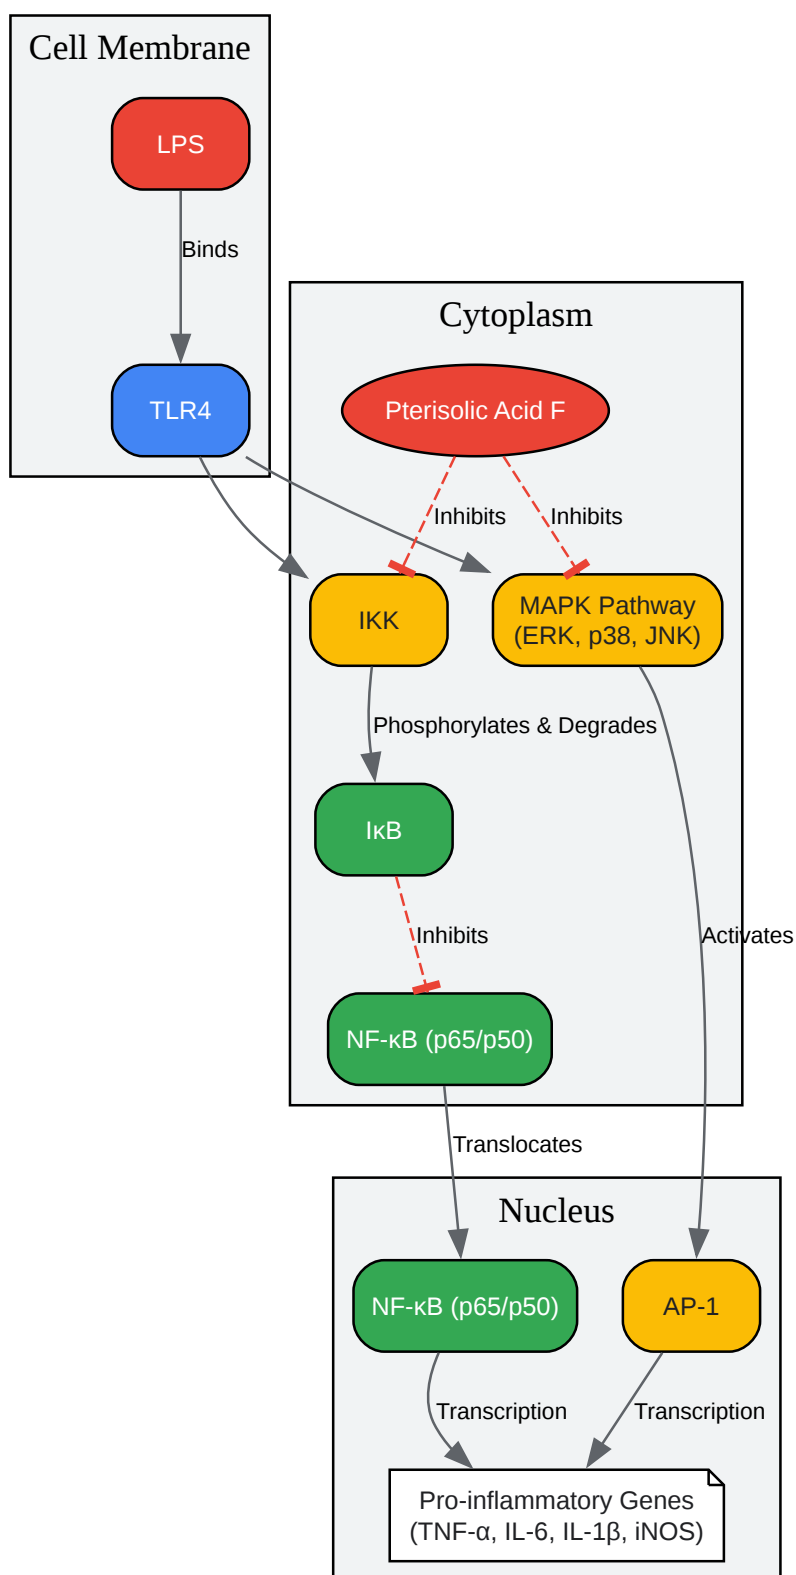 Cell Membrane
LPS
Binds
TLR4
Cytoplasm
Pterisolic Acid F
Inhibits
Inhibits
IKK
MAPK Pathway
(ERK, p38, JNK)
Phosphorylates & Degrades
IκB
Inhibits
Activates
NF-κB (p65/p50)
Translocates
Nucleus
NF-κB (p65/p50)
AP-1
Transcription
Transcription
Pro-inflammatory Genes
(TNF-α, IL-6, IL-1β, iNOS)